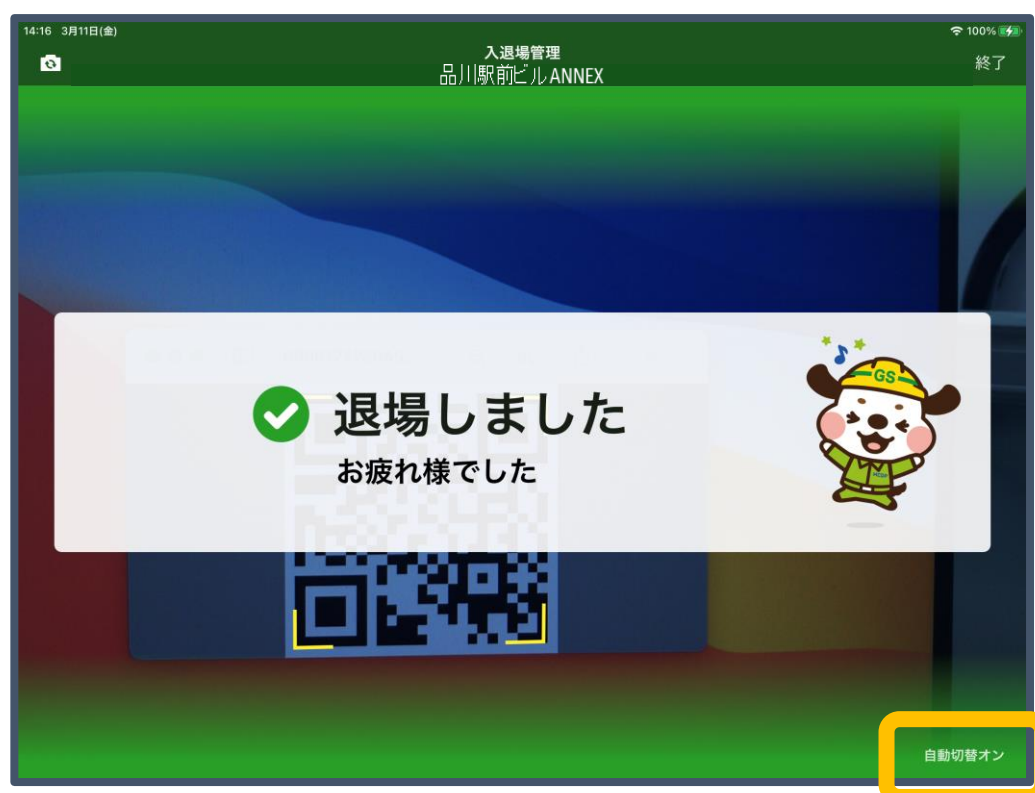 14:16 3月11日(金)
100%
入退場管理
品川駅前ビルANNEX
終了
GS
退場しました
お疲れ様でした
自動切替オン